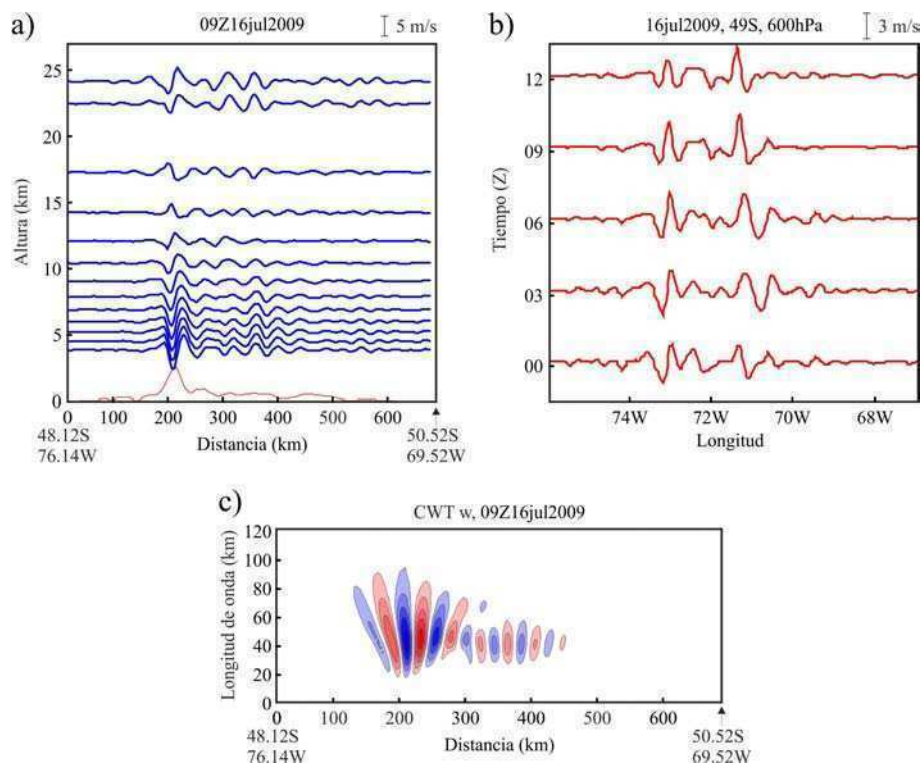 a)
09Z16jul2009
5 m/s
Altura (km)
25
20
15
10
5
0
0 100 200 300 400 500 600
48.12S Distancia (km) 50.52S
76.14W 69.52W
b)
16jul2009, 49S, 600hPa
3 m/s
Tiempo (Z)
12
09
06
03
00
74W 72W 70W 68W
Longitud
c)
CWT w, 09Z16jul2009
Longitud de onda (km)
120
100
80
60
40
20
0
0 100 200 300 400 500 600
48.12S Distancia (km) 50.52S
76.14W 69.52W